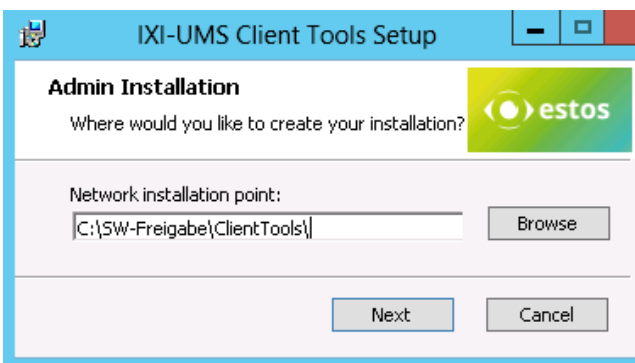 IXI-UMS Client Tools Setup
Admin Installation
Where would you like to create your installation?
estos
Network installation point:
C:\SW-Freigabe\ClientTools\
Browse
Next
Cancel